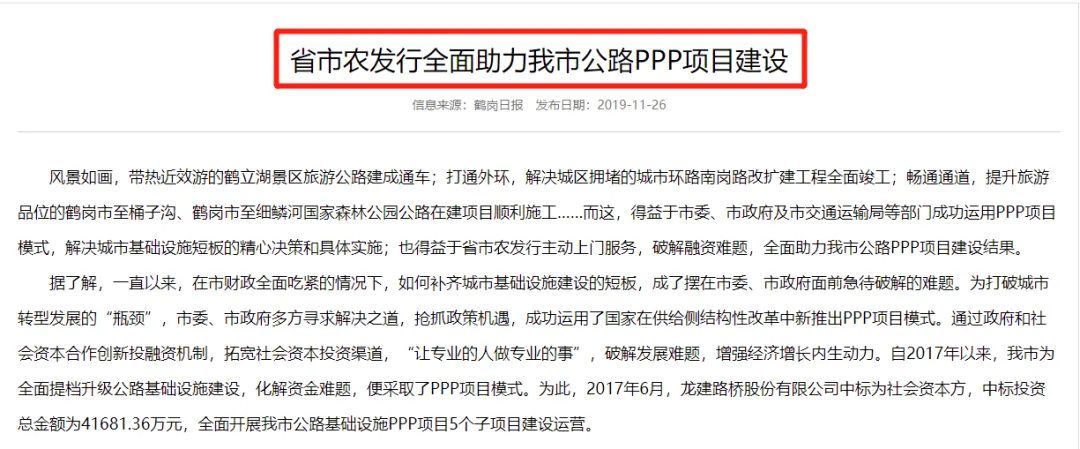 省市农发行全面助力我市公路PPP项目建设
信息来源：鹤岗日报 发布日期：2019-11-26
风景如画，带热近效游的鹤立湖景区旅游公路建成通车；打通外环，解决城区拥堵的城市环路南岗路改扩建工程全面竣工；畅通通道，提升旅游
品位的鹤岗市至桶子沟、鹤岗市至细鳞河国家森林公园公路在建项目顺利施工......而这，得益于市委、市政府及市交通运输局等部门成功运用PPP项目
模式，解决城市基础设施短板的精心决策和具体实施；也得益于省市农发行主动上门服务，破解融资难题，全面助力我市公路PPP项目建设结果。
据了解，一直以来，在市财政全面吃紧的情况下，如何补齐城市基础设施建设的短板，成了摆在市委、市政府面前急待破解的难题。为打破城市
转型发展的“瓶颈”，市委、市政府多方寻求解决之道，抢抓政策机遇，成功运用了国家在供给侧结构性改革中新推出PPP项目模式。通过政府和社
会资本合作创新投融资机制，拓宽社会资本投资渠道，“让专业的人做专业的事”，破解发展难题，增强经济增长内生动力。自2017年以来，我市为
全面提档升级公路基础设施建设，化解资金难题，便采取了PPP项目模式。为此，2017年6月，龙建路桥股份有限公司中标为社会资本方，中标投资
总金额为41681.36万元，全面开展我市公路基础设施PPP项目5个子项目建设运营。